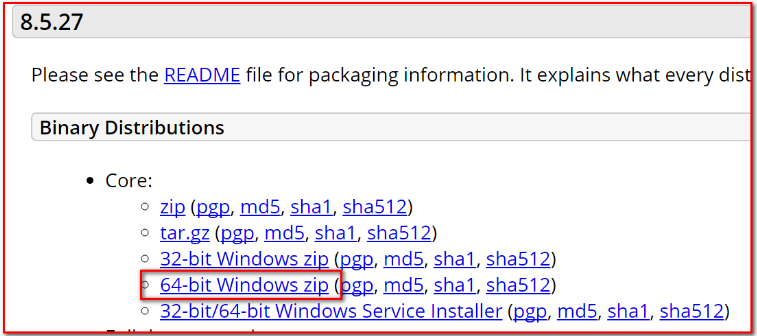 8.5.27
Please see the README file for packaging information. It explains what every dist
Binary Distributions
Core:
zip (pgp, md5, sha1, sha512)
tar.gz (pgp, md5, sha1, sha512)
32-bit Windows zip (pgp, md5, sha1, sha512)
64-bit Windows zip (pgp, md5, sha1, sha512)
32-bit/64-bit Windows Service Installer (pgp, md5, sha1, sha512)